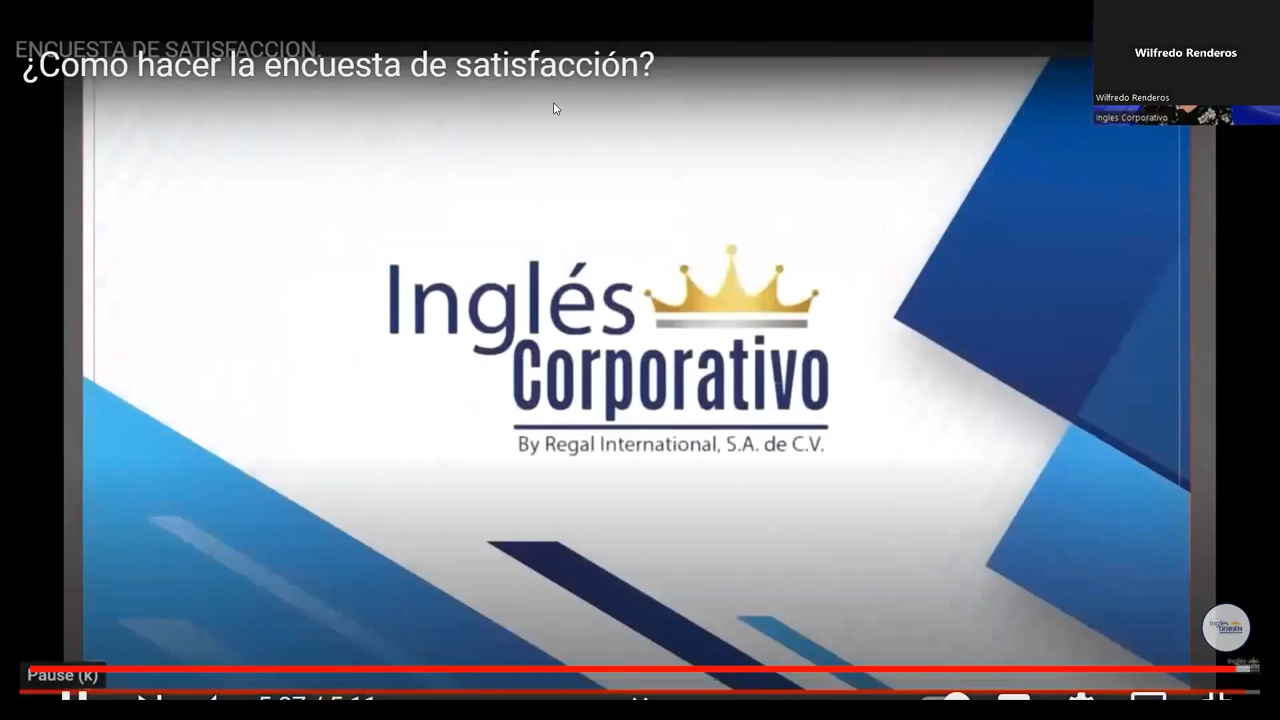 ENCUESTA DE SATISFACCION.
¿Como hacer la encuesta de satisfacción?
Wilfredo Renderos
Wilfredo Renderos
Ingles Corporativo
Inglés
Corporativo
By Regal International, S.A. de C.V.
Pause (k)